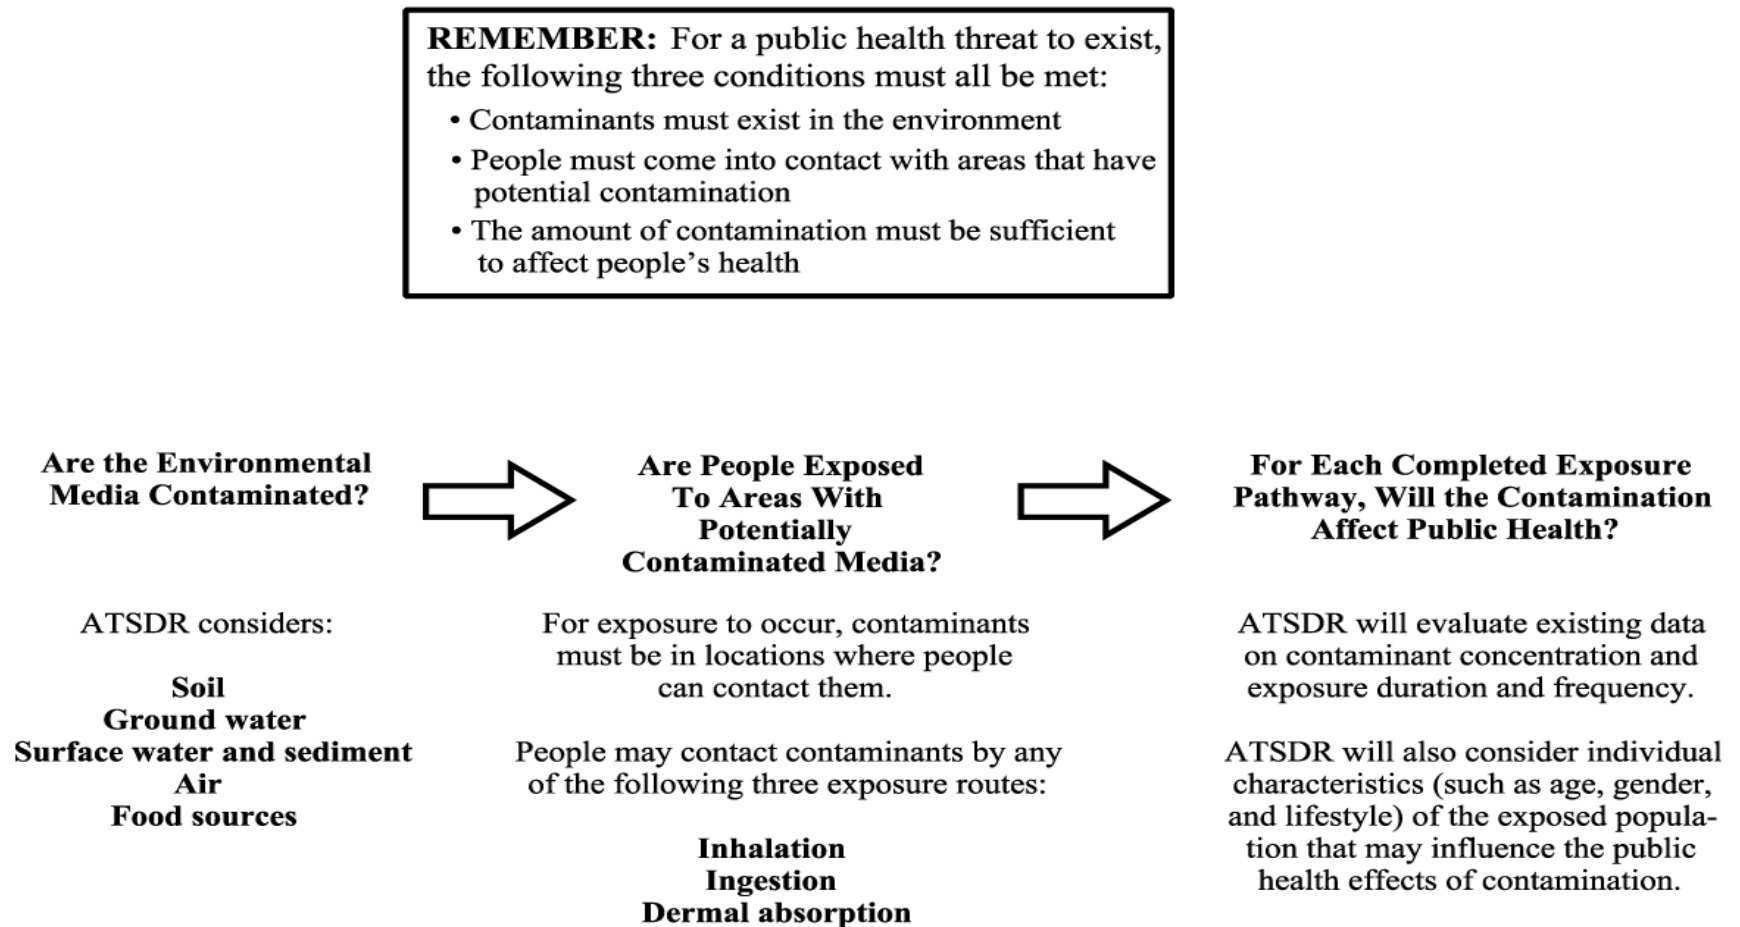 REMEMBER: For a public health threat to exist,
the following three conditions must all be met:
• Contaminants must exist in the environment
• People must come into contact with areas that have
potential contamination
• The amount of contamination must be sufficient
to affect people's health
Are the Environmental
Media Contaminated?
ATSDR considers:
Soil
Ground water
Surface water and sediment
Air
Food sources
Are People Exposed
To Areas With
Potentially
Contaminated Media?
For exposure to occur, contaminants
must be in locations where people
can contact them.
People may contact contaminants by any
of the following three exposure routes:
Inhalation
Ingestion
Dermal absorption
For Each Completed Exposure
Pathway, Will the Contamination
Affect Public Health?
ATSDR will evaluate existing data
on contaminant concentration and
exposure duration and frequency.
ATSDR will also consider individual
characteristics (such as age, gender,
and lifestyle) of the exposed popula-
tion that may influence the public
health effects of contamination.